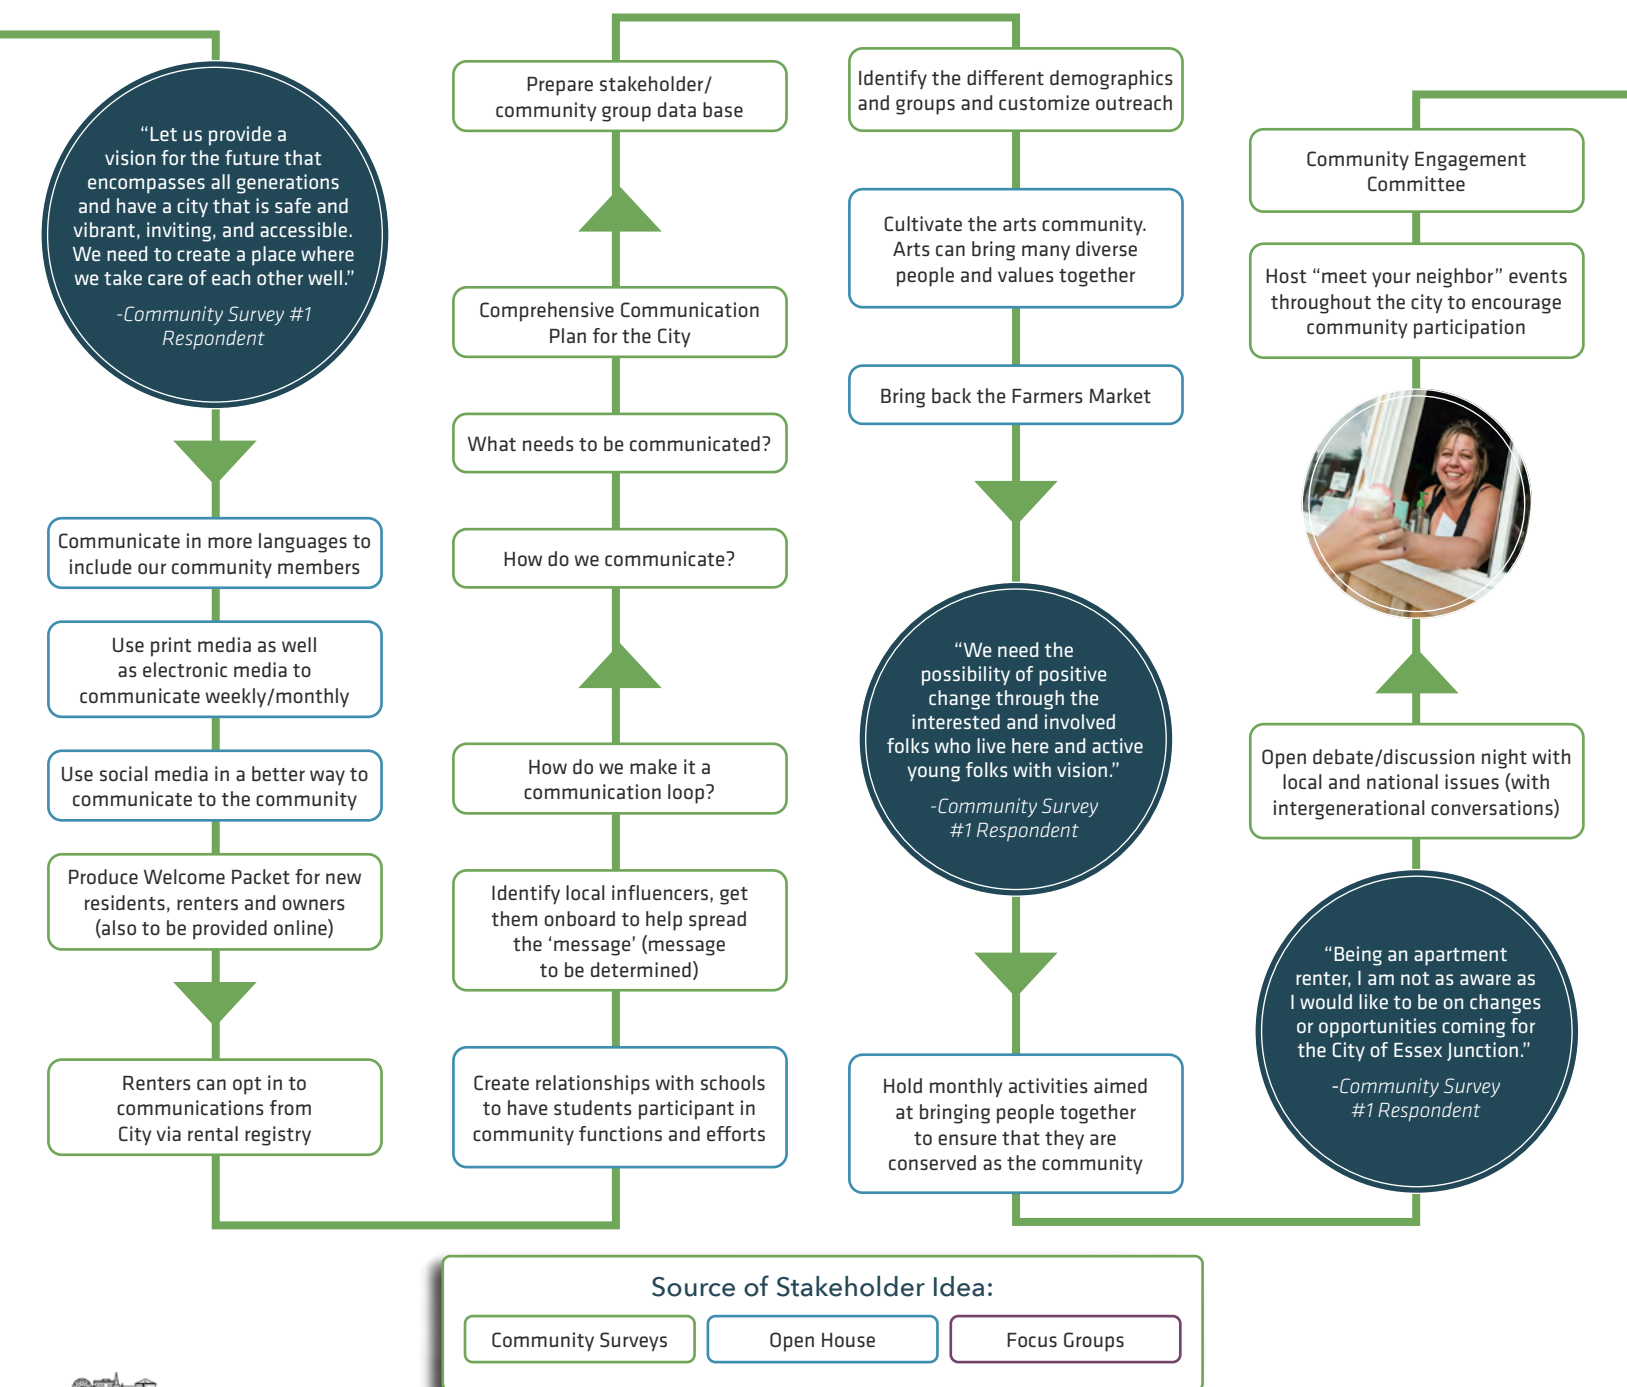 “Let us provide a
vision for the future that
encompasses all generations
and have a city that is safe and
vibrant, inviting, and accessible.
We need to create a place where
we take care of each other well.”
-Community Survey #1
Respondent
Communicate in more languages to
include our community members
Use print media as well
as electronic media to
communicate weekly/monthly
Use social media in a better way to
communicate to the community
Produce Welcome Packet for new
residents, renters and owners
(also to be provided online)
Renters can opt in to
communications from
City via rental registry
Prepare stakeholder/
community group data base
Comprehensive Communication
Plan for the City
What needs to be communicated?
How do we communicate?
How do we make it a
communication loop?
Identify local influencers, get
them onboard to help spread
the ‘message’ (message
to be determined)
Create relationships with schools
to have students participant in
community functions and efforts
Identify the different demographics
and groups and customize outreach
Cultivate the arts community.
Arts can bring many diverse
people and values together
Bring back the Farmers Market
“We need the
possibility of positive
change through the
interested and involved
folks who live here and active
young folks with vision.”
-Community Survey
#1 Respondent
Hold monthly activities aimed
at bringing people together
to ensure that they are
conserved as the community
Community Engagement
Committee
Host “meet your neighbor” events
throughout the city to encourage
community participation
Open debate/discussion night with
local and national issues (with
intergenerational conversations)
“Being an apartment
renter, I am not as aware as
I would like to be on changes
or opportunities coming for
the City of Essex Junction.”
-Community Survey
#1 Respondent
Source of Stakeholder Idea:
Community Surveys
Open House
Focus Groups